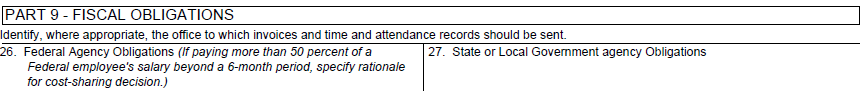 PART 9 - FISCAL OBLIGATIONS
Identify, where appropriate, the office to which invoices and time and attendance records should be sent.
26. Federal Agency Obligations (If paying more than 50 percent of a
Federal employee's salary beyond a 6-month period, specify rationale
for cost-sharing decision.)
27. State or Local Government agency Obligations